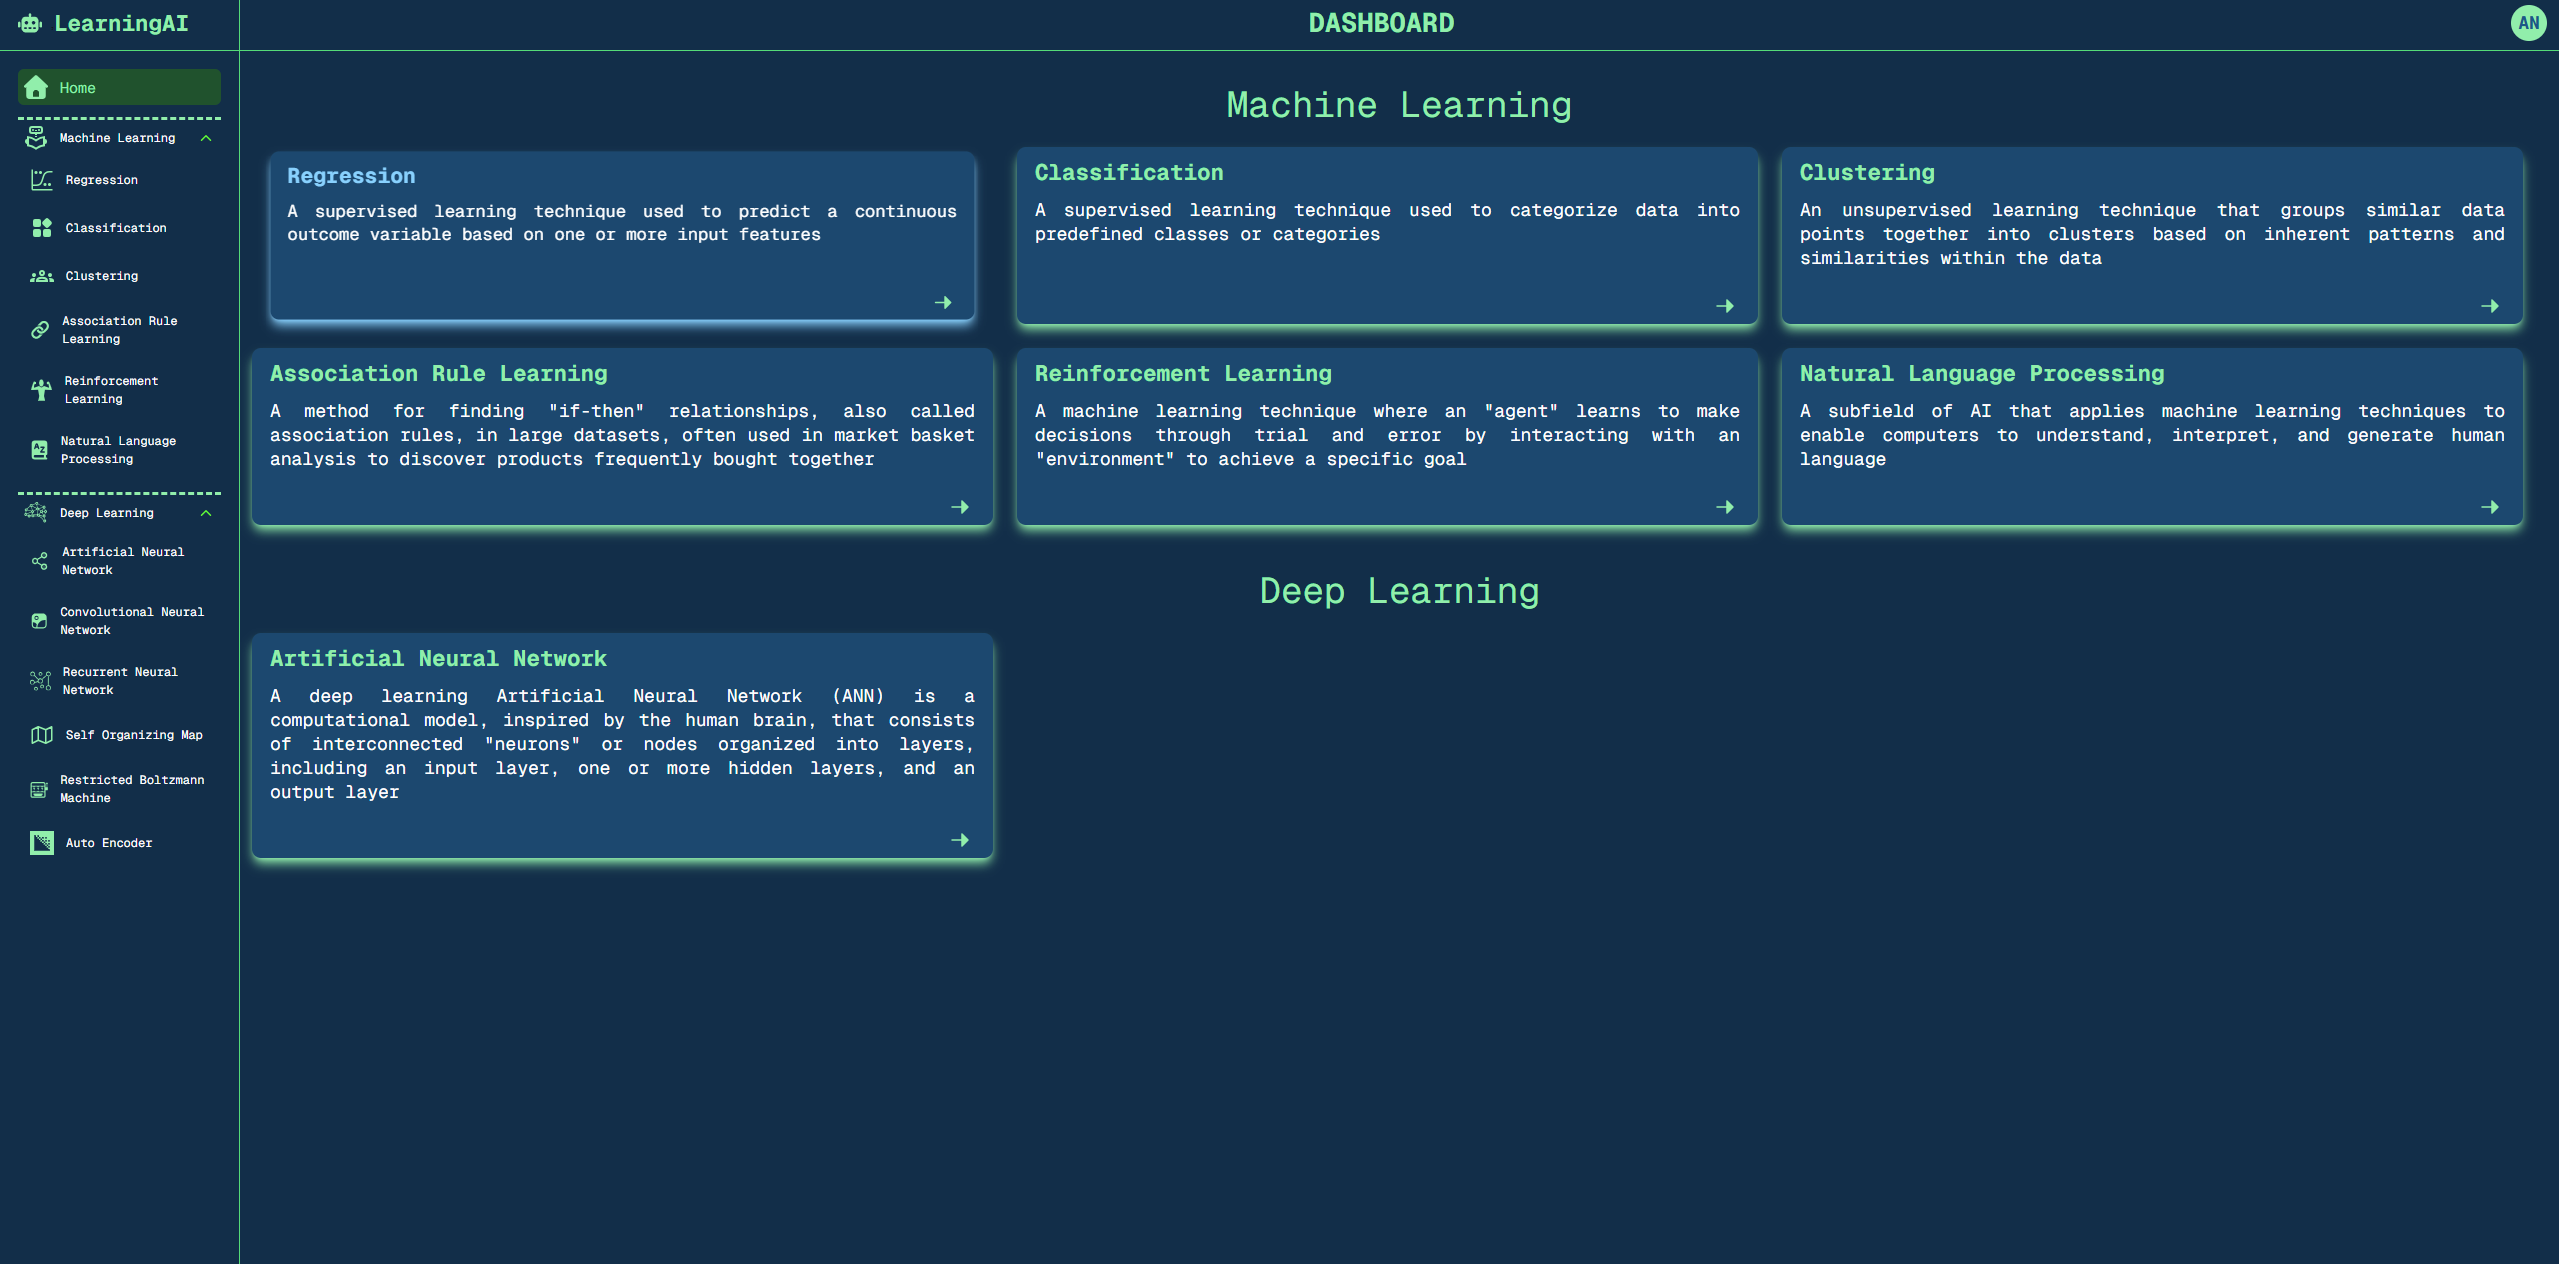 LearningAI
DASHBOARD
AN
Home
Machine Learning
Regression
Classification
Clustering
Association Rule
Learning
Reinforcement
Learning
Natural Language
Processing
Deep Learning
Artificial Neural
Network
Convolutional Neural
Network
Recurrent Neural
Network
Self Organizing Map
Restricted Boltzmann
Machine
Auto Encoder
Machine Learning
Regression
A supervised learning technique used to predict a continuous
outcome variable based on one or more input features
Classification
A supervised learning technique used to categorize data into
predefined classes or categories
Clustering
An unsupervised learning technique that groups similar data
points together into clusters based on inherent patterns and
similarities within the data
Association Rule Learning
A method for finding "if-then" relationships, also called
association rules, in large datasets, often used in market basket
analysis to discover products frequently bought together
Reinforcement Learning
A machine learning technique where an "agent" learns to make
decisions through trial and error by interacting with an
"environment" to achieve a specific goal
Natural Language Processing
A subfield of AI that applies machine learning techniques to
enable computers to understand, interpret, and generate human
language
Deep Learning
Artificial Neural Network
A deep learning Artificial Neural Network (ANN) is a
computational model, inspired by the human brain, that consists
of interconnected "neurons" or nodes organized into layers,
including an input layer, one or more hidden layers, and an
output layer